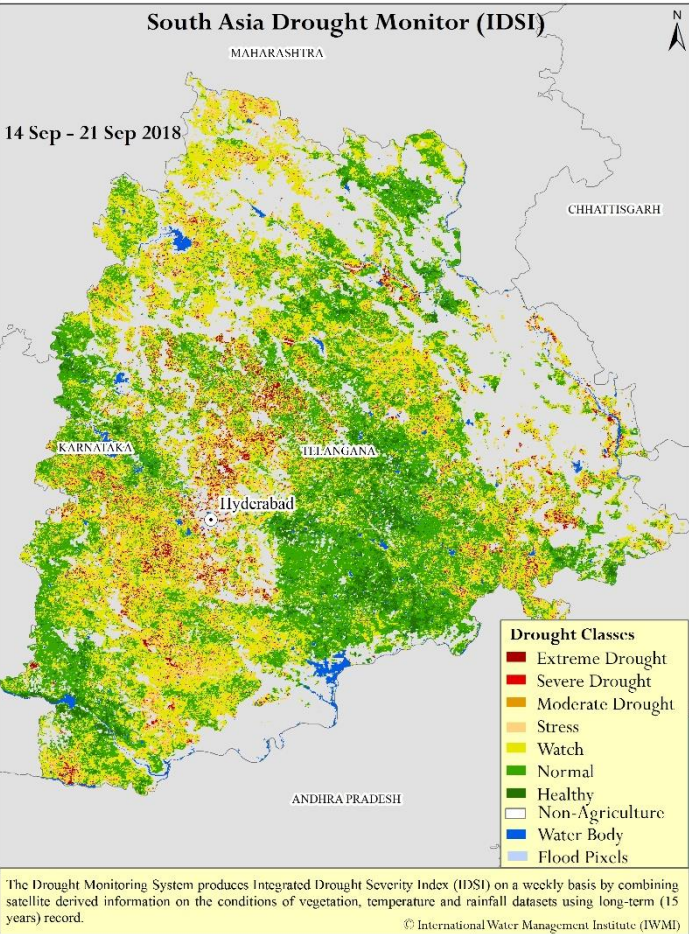 South Asia Drought Monitor (IDSI)
N
MAHARASHTRA
14 Sep - 21 Sep 2018
CHHATTISGARH
KARNATAKA
TELANGANA
Hyderabad
Drought Classes
Extreme Drought
Severe Drought
Moderate Drought
Stress
Watch
Normal
Healthy
Non-Agriculture
Water Body
Flood Pixels
ANDHRA PRADESH
The Drought Monitoring System produces Integrated Drought Severity Index (IDSI) on a weekly basis by combining
satellite derived information on the conditions of vegetation, temperature and rainfall datasets using long-term (15
years) record.
© International Water Management Institute (IWMI)